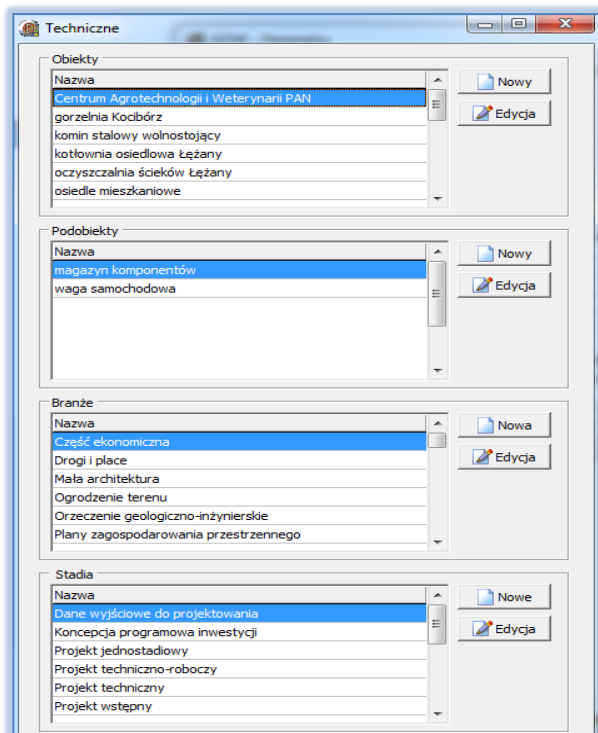 Techniczne
Obiekty
Nazwa
Nowy
Centrum Agrotechnologii i Weterynarii PAN
gorzelnia Kocibórz
Edycja
komin stalowy wolnostojący
kotłownia osiedlowa Łężany
oczyszczalnia ścieków Łężany
osiedle mieszkaniowe
Podobiekty
Nazwa
Nowy
magazyn komponentów
waga samochodowa
Edycja
Branże
Nazwa
Nowa
Część ekonomiczna
Drogi i place
Edycja
Mała architektura
Ogrodzenie terenu
Orzeczenie geologiczno-inżynierskie
Plany zagospodarowania przestrzennego
Stadia
Nazwa
Nowe
Dane wyjściowe do projektowania
Koncepcja programowa inwestycji
Edycja
Projekt jednostadiowy
Projekt techniczno-roboczy
Projekt techniczny
Projekt wstępny